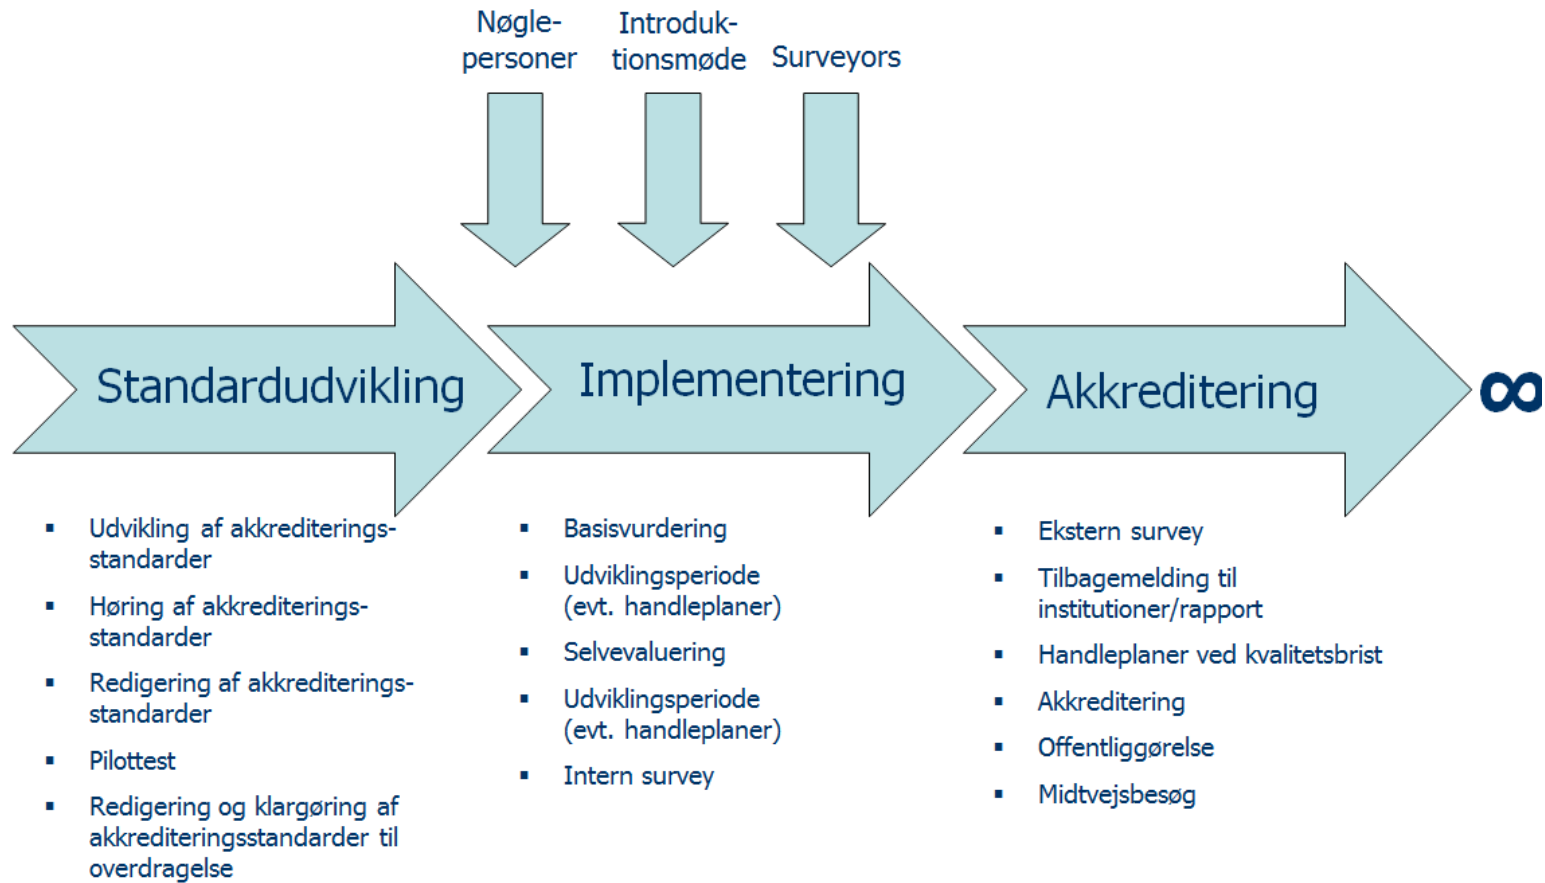 Nøgle-
personer
Introduk-
tionsmøde
Surveyors
Standardudvikling
Implementering
Akkreditering
∞
▪ Udvikling af akkrediterings-
standarder
▪ Høring af akkrediterings-
standarder
▪ Redigering af akkrediterings-
standarder
▪ Pilottest
▪ Redigering og klargøring af
akkrediteringsstandarder til
overdragelse
▪ Basisvurdering
▪ Udviklingsperiode
(evt. handleplaner)
▪ Selvevaluering
▪ Udviklingsperiode
(evt. handleplaner)
▪ Intern survey
▪ Ekstern survey
▪ Tilbagemelding til
institutioner/rapport
▪ Handleplaner ved kvalitetsbrist
▪ Akkreditering
▪ Offentliggørelse
▪ Midtvejsbesøg